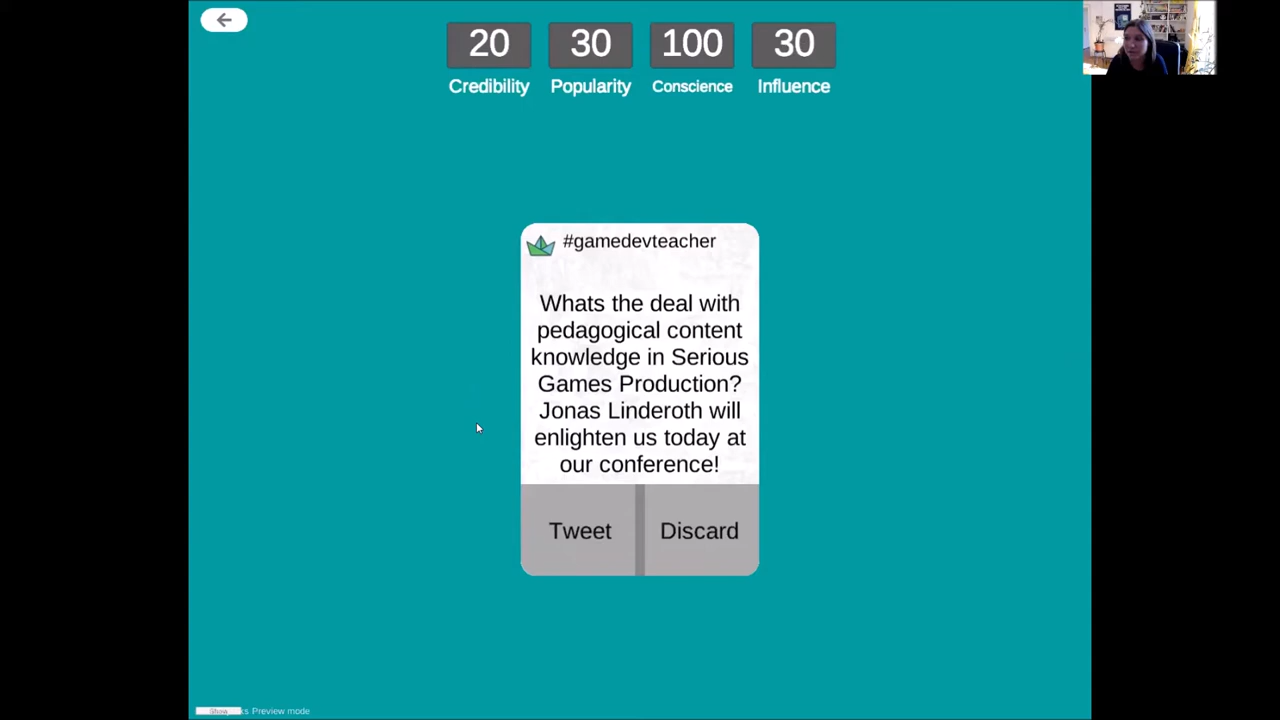 20 30 100 30
Credibility Popularity Conscience Influence
#gamedevteacher
Whats the deal with
pedagogical content
knowledge in Serious
Games Production?
Jonas Linderoth will
enlighten us today at
our conference!
Tweet Discard
Preview mode